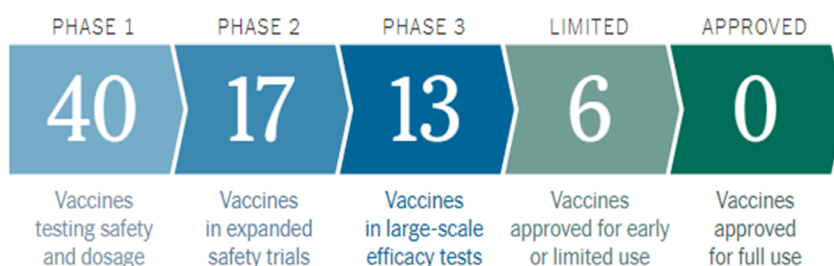 PHASE 1 PHASE 2 PHASE 3 LIMITED APPROVED
40 17 13 6 0
Vaccines Vaccines Vaccines Vaccines Vaccines
testing safety in expanded in large-scale approved for early approved
and dosage safety trials efficacy tests or limited use for full use